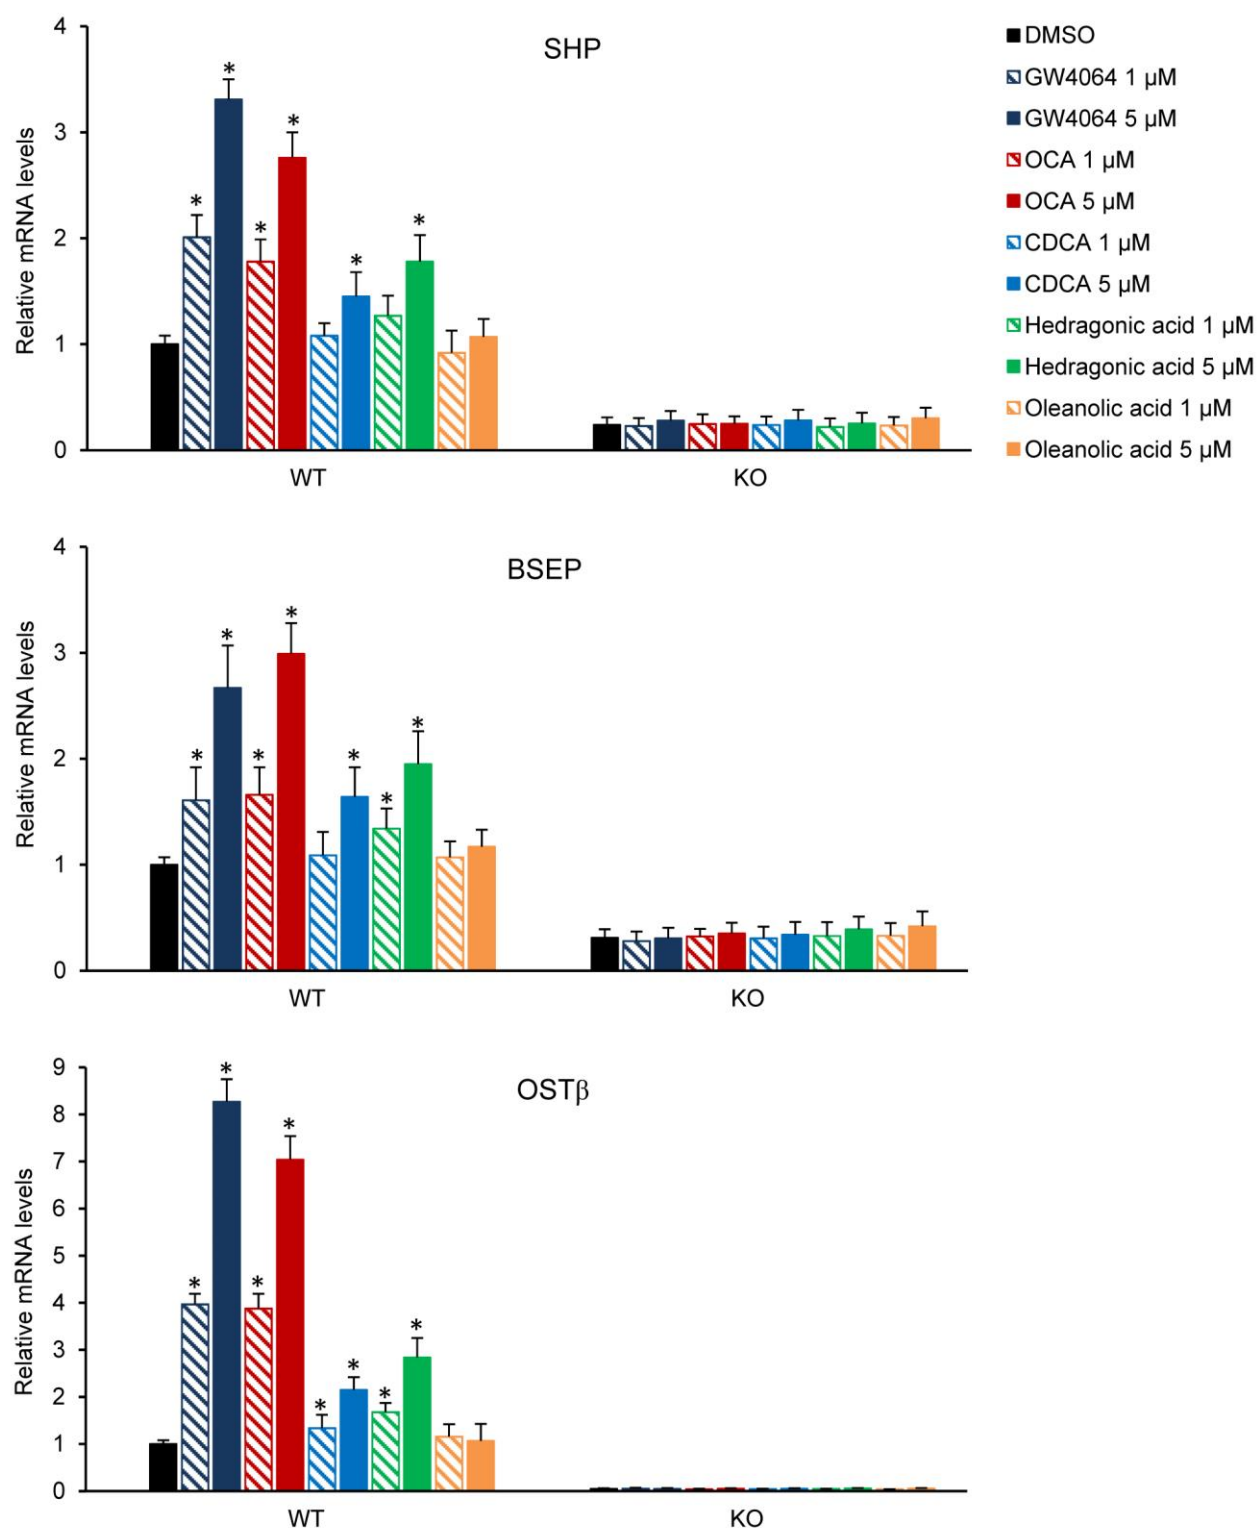 SHP
Relative mRNA levels
4
3
2
1
0
* * * * * *
WT
KO
DMSO
GW4064 1 µM
GW4064 5 µM
OCA 1 µM
OCA 5 µM
CDCA 1 µM
CDCA 5 µM
Hedragonic acid 1 µM
Hedragonic acid 5 µM
Oleanolic acid 1 µM
Oleanolic acid 5 µM
BSEP
Relative mRNA levels
4
3
2
1
0
* * * * * * *
WT
KO
OSTβ
Relative mRNA levels
9
8
7
6
5
4
3
2
1
0
* * * * * * * *
WT
KO